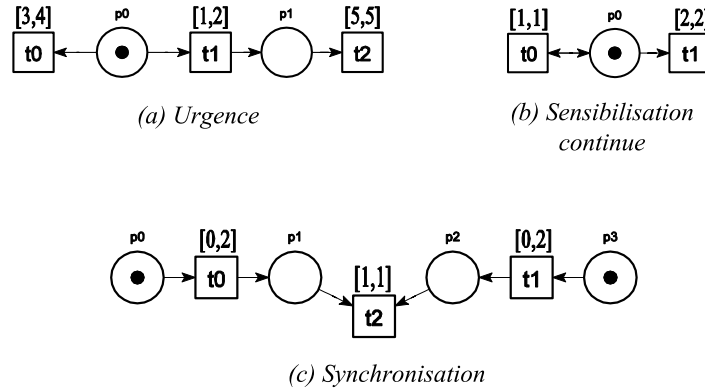 [3,4] p0 [1,2] p1 [5,5]
t0 t1 t2
(a) Urgence
[1,1] p0 [2,2]
t0 t1
(b) Sensibilisation
continue
p0 [0,2] p1 p2 [0,2] p3
t0 t1
[1,1]
t2
(c) Synchronisation